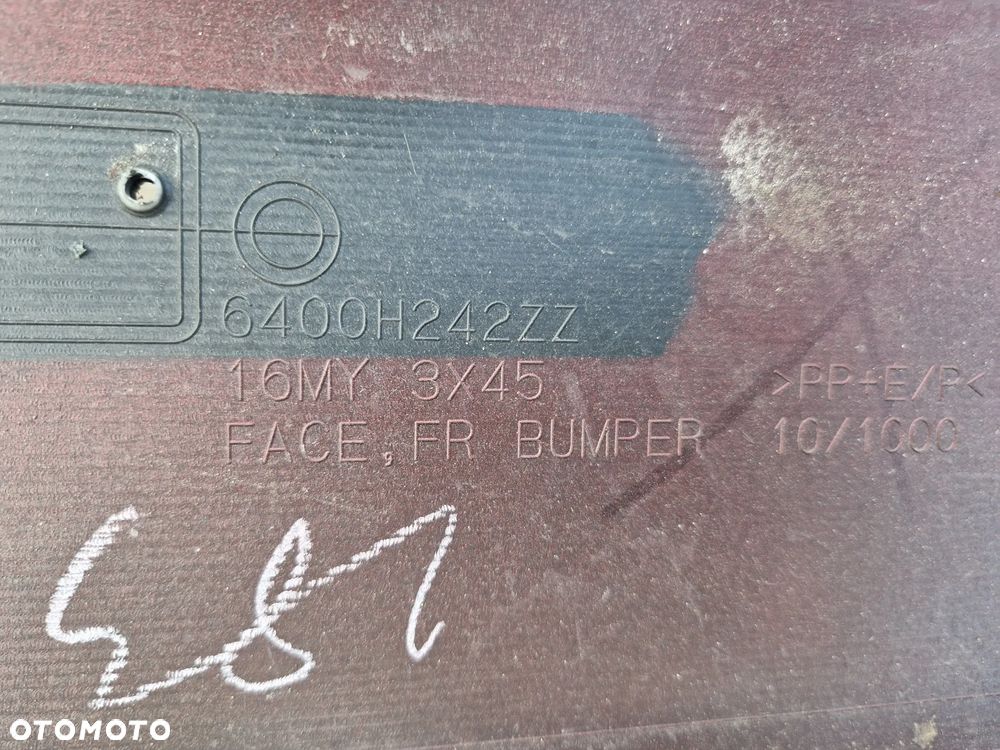 6400H242ZZ
16MY 3X45
FACE,FR BUMPER
>PP+E/P<
10/1000
OTOMOTO